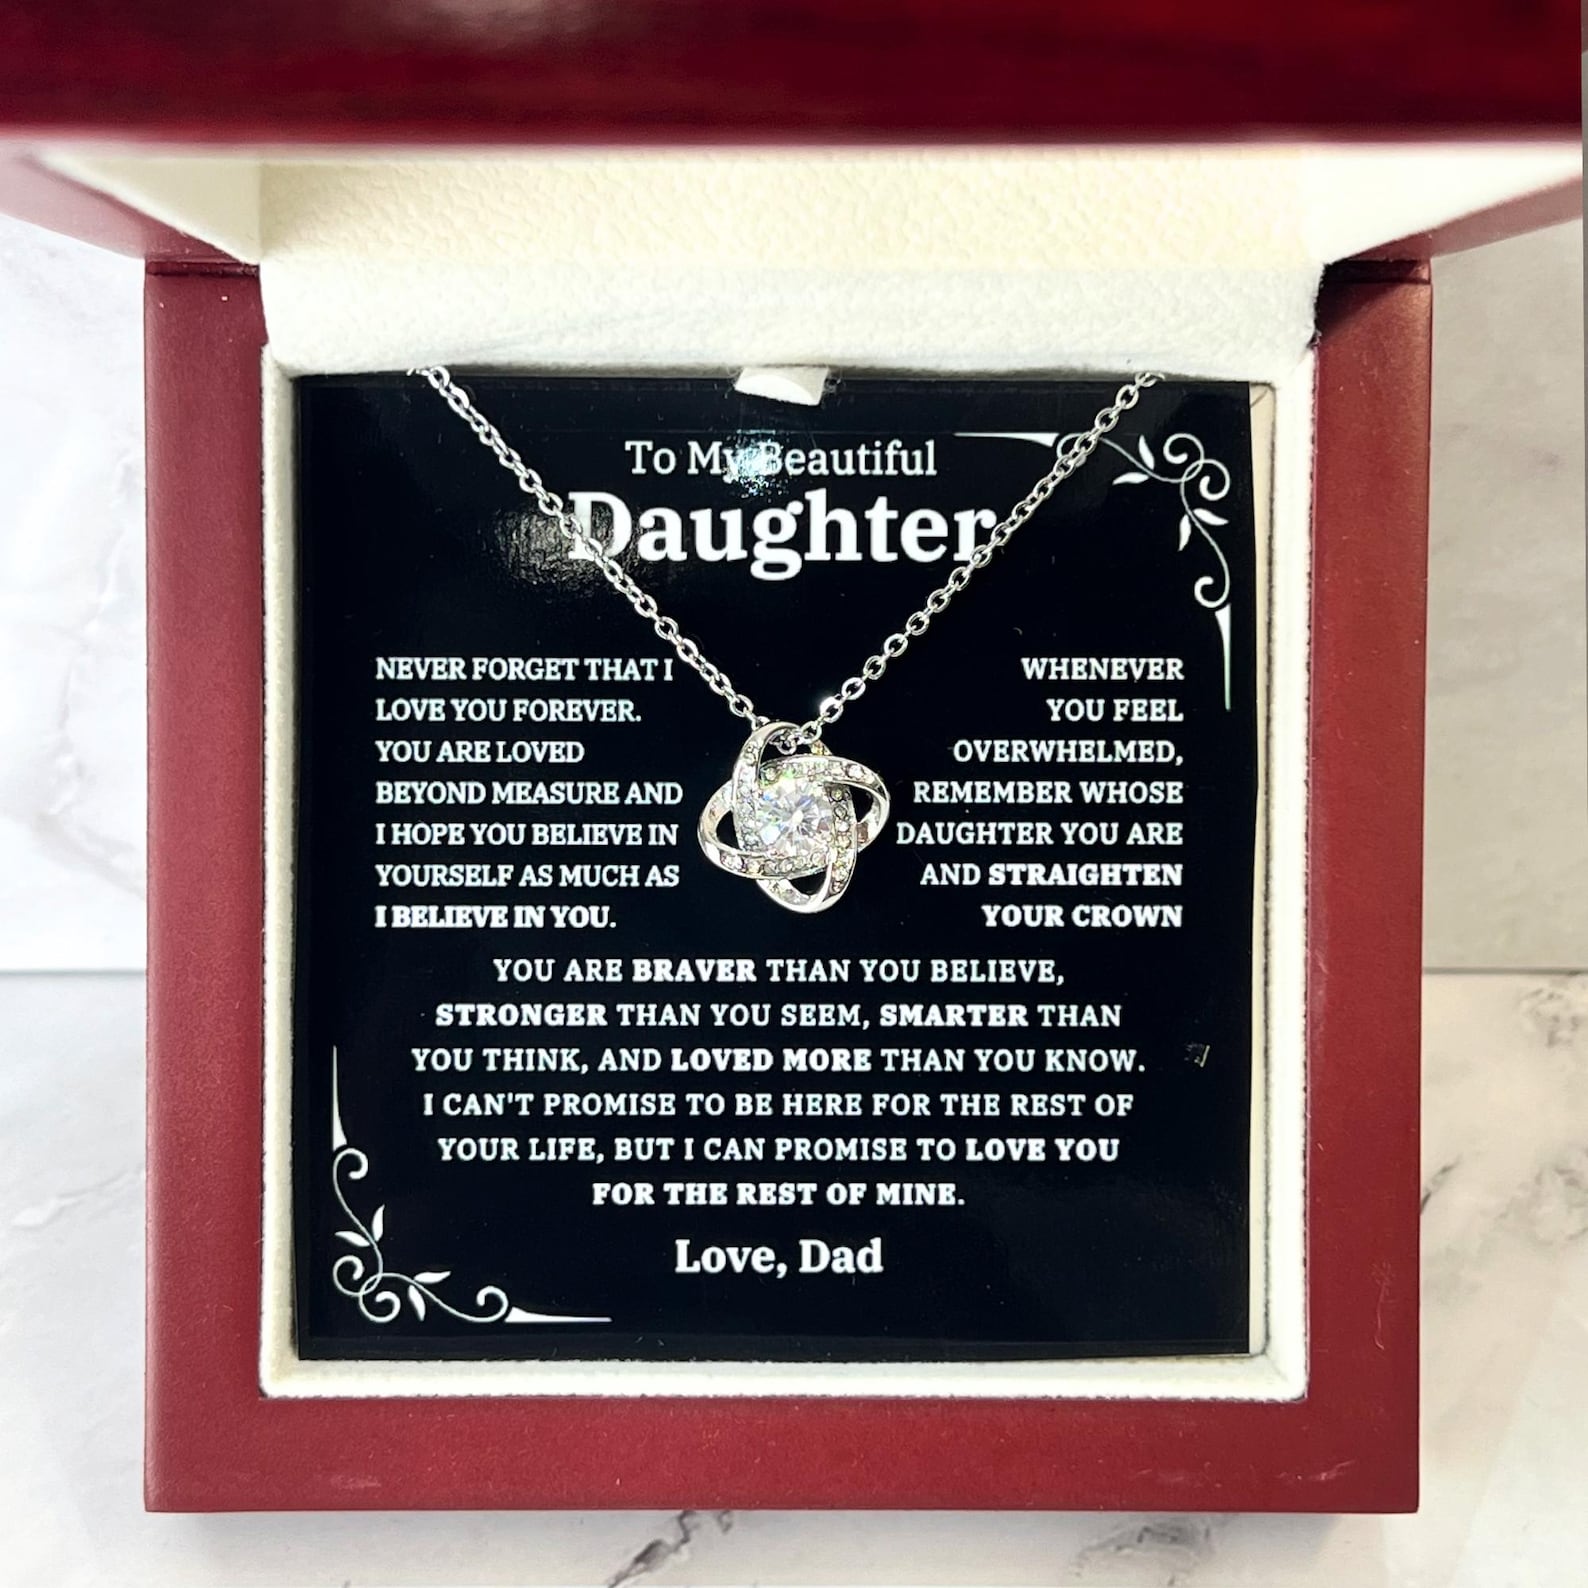 To My Beautiful
Daughter
NEVER FORGET THAT I
LOVE YOU FOREVER.
YOU ARE LOVED
BEYOND MEASURE AND
I HOPE YOU BELIEVE IN
YOURSELF AS MUCH AS
I BELIEVE IN YOU.
WHENEVER
YOU FEEL
OVERWHELMED,
REMEMBER WHOSE
DAUGHTER YOU ARE
AND STRAIGHTEN
YOUR CROWN
YOU ARE BRAVER THAN YOU BELIEVE,
STRONGER THAN YOU SEEM, SMARTER THAN
YOU THINK, AND LOVED MORE THAN YOU KNOW.
I CAN'T PROMISE TO BE HERE FOR THE REST OF
YOUR LIFE, BUT I CAN PROMISE TO LOVE YOU
FOR THE REST OF MINE.
Love, Dad